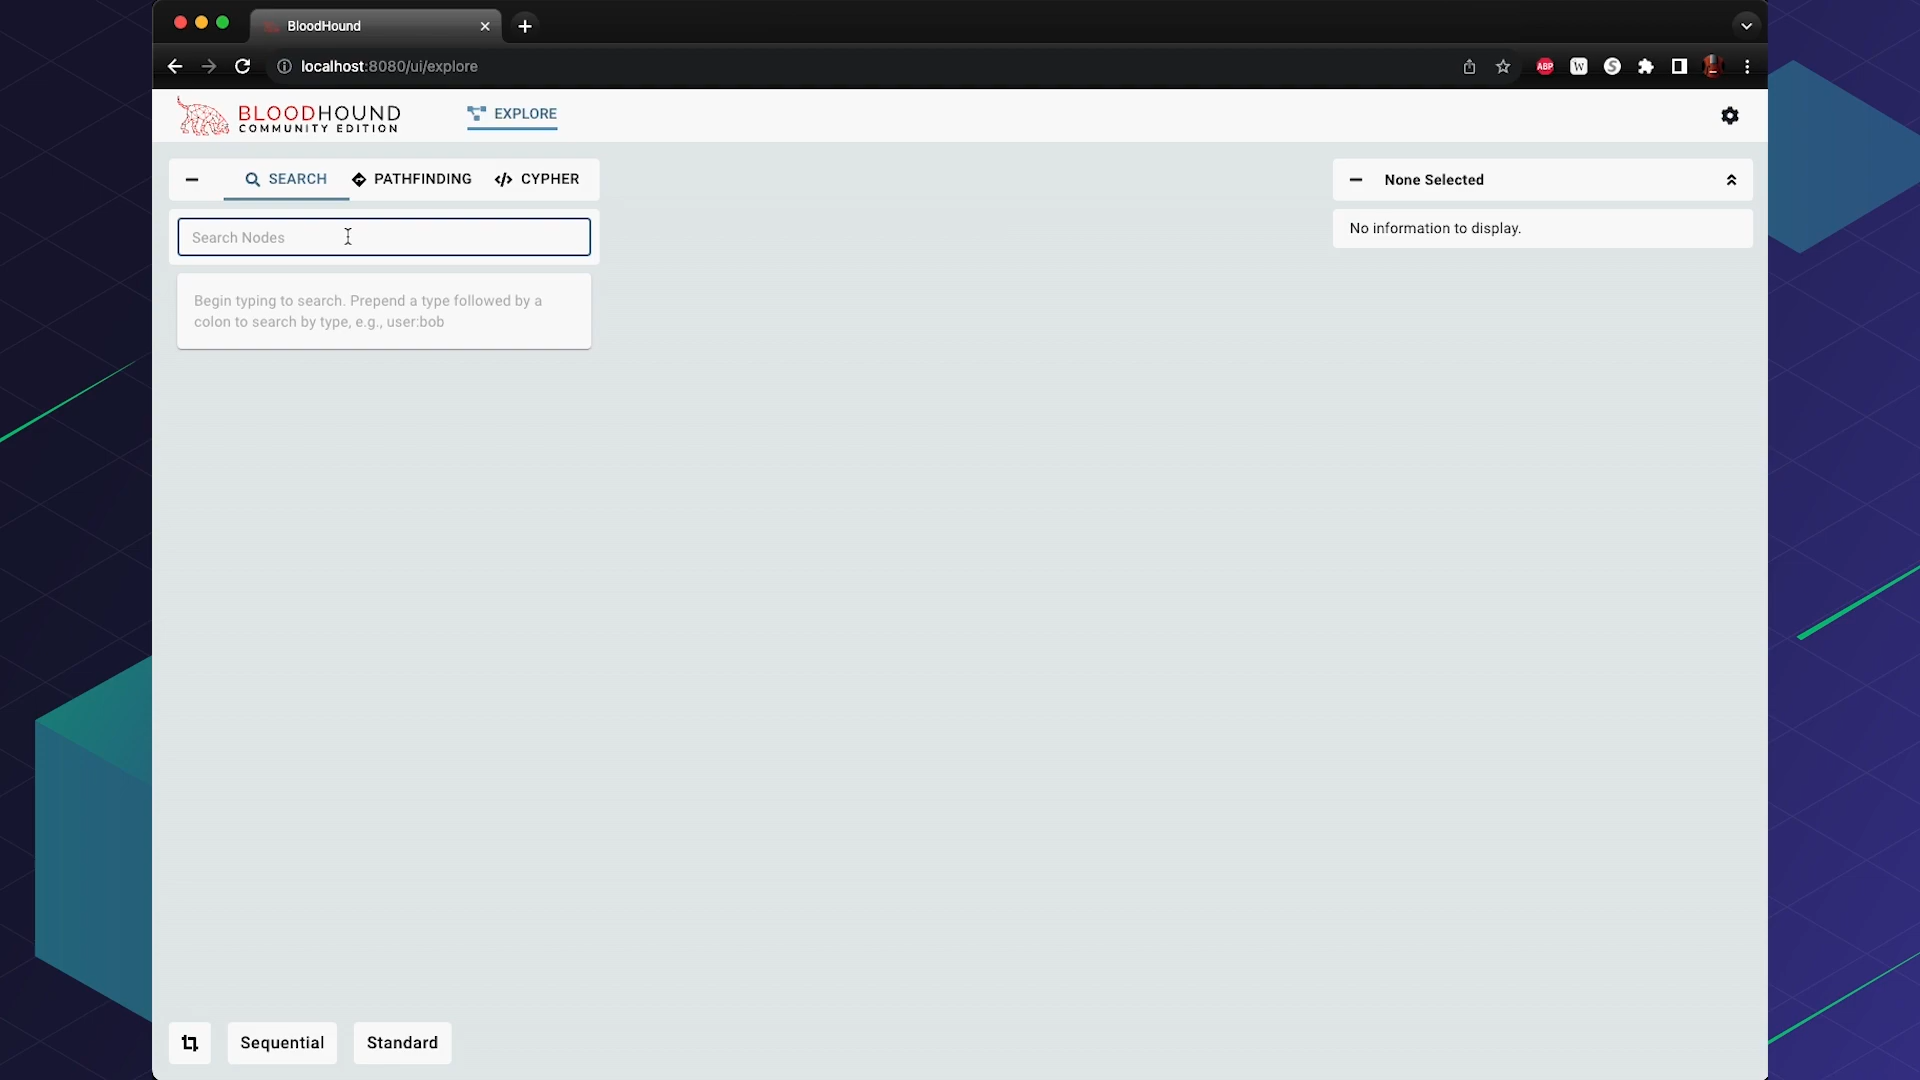 BloodHound
localhost:8080/ui/explore
ABP
W
S
BLOODHOUND
COMMUNITY EDITION
EXPLORE
SEARCH
PATHFINDING
</> CYPHER
None Selected
Search Nodes
No information to display.
Begin typing to search. Prepend a type followed by a
colon to search by type, e.g., user:bob
Sequential
Standard